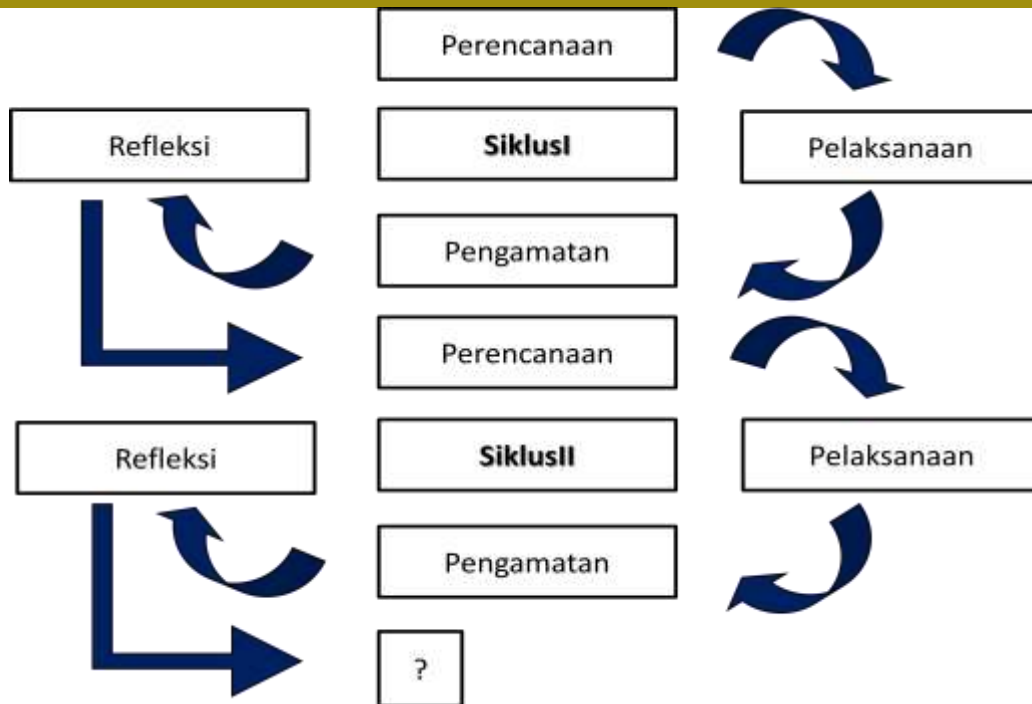 Perencanaan
Refleksi
SiklusI
Pelaksanaan
Pengamatan
Perencanaan
Refleksi
SiklusII
Pelaksanaan
Pengamatan
?